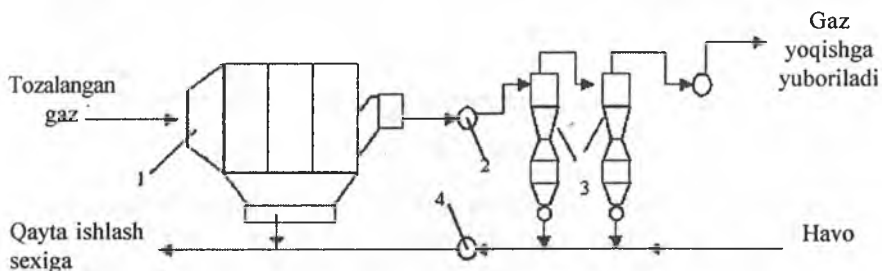 Gaz
yoqishga
yuboriladi
Tozalangan
gaz
1
2
3
4
Qayta ishlash
sexiga
Havo